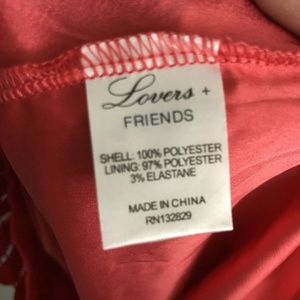 Lovers +
FRIENDS
SHELL: 100% POLYESTER
LINING: 97% POLYESTER
3% ELASTANE
MADE IN CHINA
RN132829